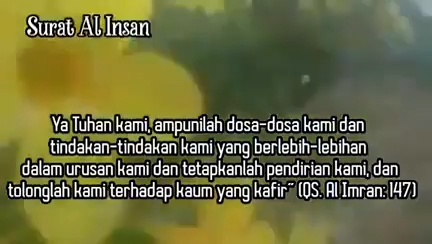 Surat Al Insan
Ya Tuhan kami, ampunilah dosa-dosa kami dan
tindakan-tindakan kami yang berlebih-lebihan
dalam urusan kami dan tetapkanlah pendirian kami, dan
tolonglah kami terhadap kaum yang kafir" (QS. Al Imran: 147)